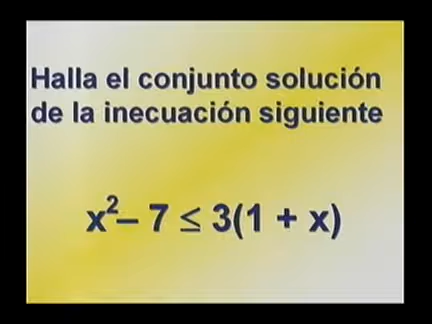 Halla el conjunto solución
de la inecuación siguiente
x²– 7 ≤ 3(1 + x)